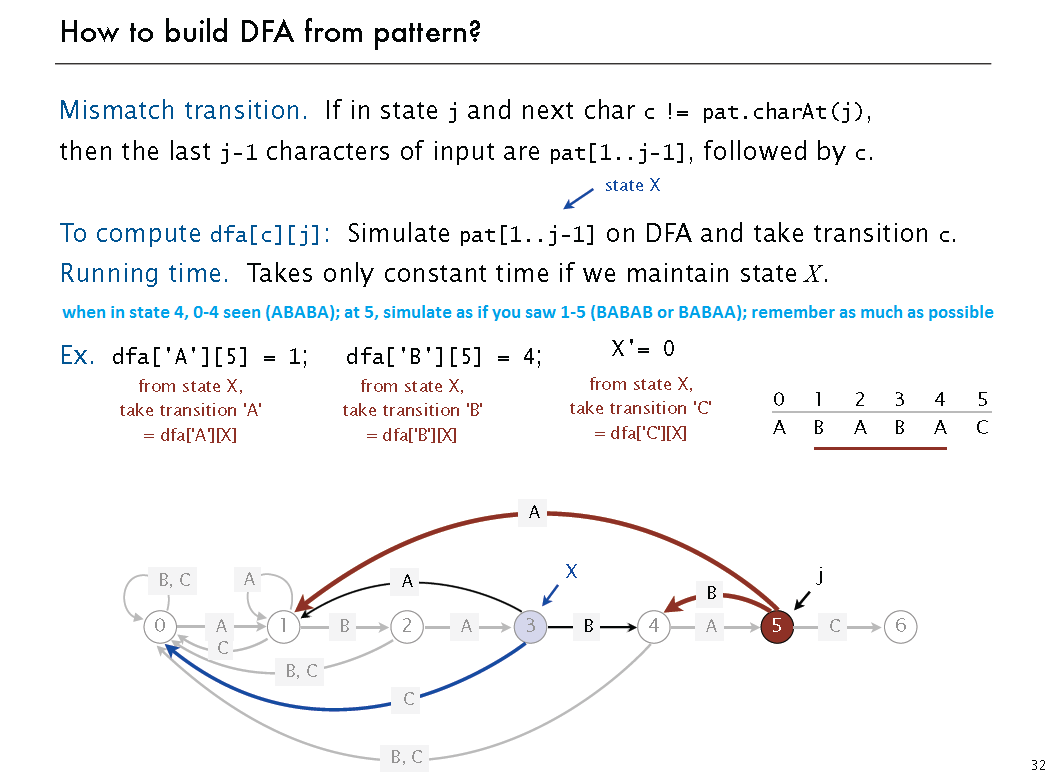 How to build DFA from pattern?
Mismatch transition. If in state j and next char c != pat.charAt(j),
then the last j-1 characters of input are pat[1..j-1], followed by c.
state X
To compute dfa[c][j]: Simulate pat[1..j-1] on DFA and take transition c.
Running time. Takes only constant time if we maintain state X.
when in state 4, 0-4 seen (ABABA); at 5, simulate as if you saw 1-5 (BABAB or BABAA); remember as much as possible
Ex. dfa['A'][5] = 1; dfa['B'][5] = 4; X'= 0
from state X,
take transition 'A'
= dfa['A'][X]
from state X,
take transition 'B'
= dfa['B'][X]
from state X,
take transition 'C'
= dfa['C'][X]
0 1 2 3 4 5
A B A B A C
A
B, C A A X B j
0 A 1 B 2 A 3 B 4 A 5 C 6
C
B, C
C
B, C
32